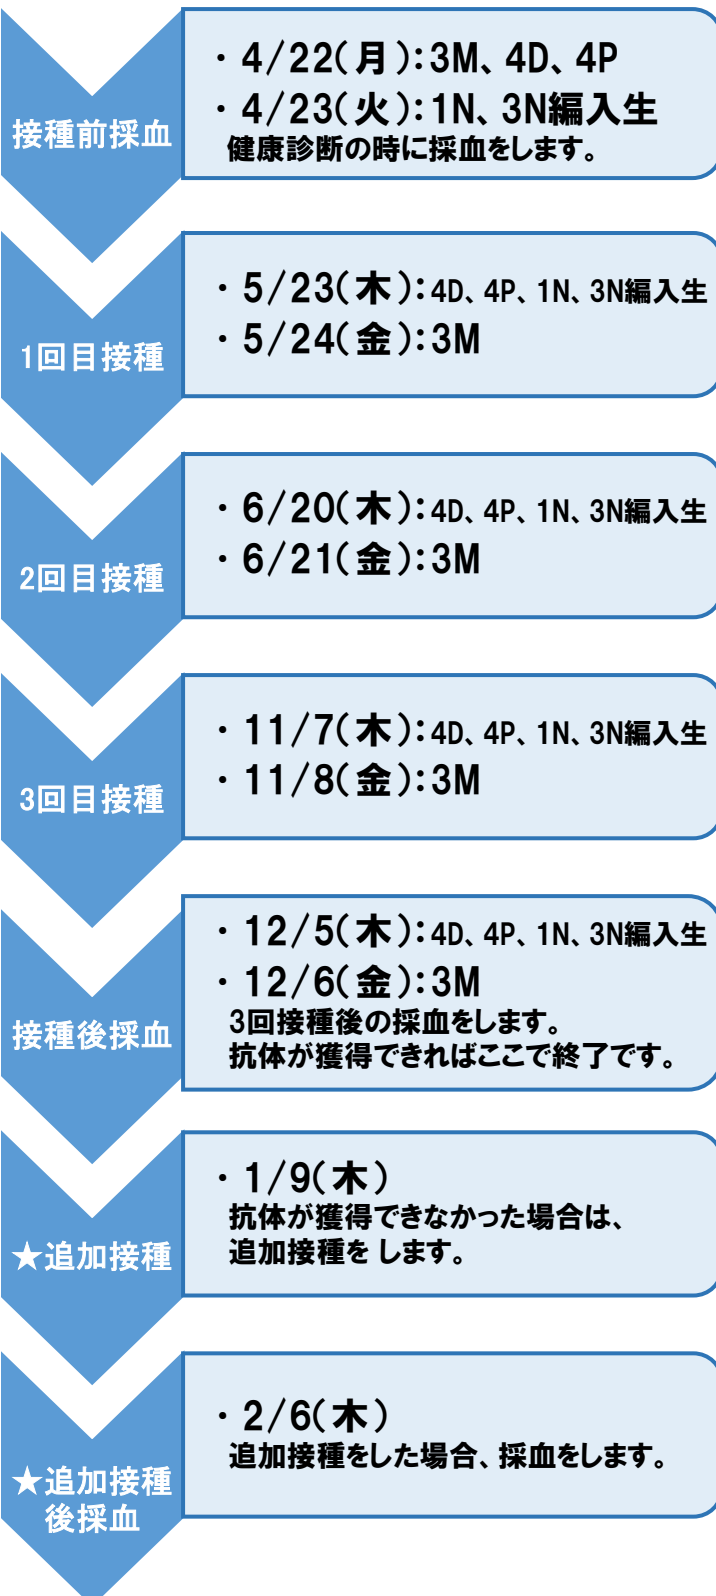 接種前採血
・4/22(月):3M、4D、4P
・4/23(火):1N、3N編入生
健康診断の時に採血をします。
1回目接種
・5/23(木):4D、4P、1N、3N編入生
・5/24(金):3M
2回目接種
・6/20(木):4D、4P、1N、3N編入生
・6/21(金):3M
3回目接種
・11/7(木):4D、4P、1N、3N編入生
・11/8(金):3M
接種後採血
・12/5(木):4D、4P、1N、3N編入生
・12/6(金):3M
3回接種後の採血をします。
抗体が獲得できればここで終了です。
★追加接種
・1/9(木)
抗体が獲得できなかった場合は、
追加接種をします。
★追加接種
後採血
・2/6(木)
追加接種をした場合、採血をします。